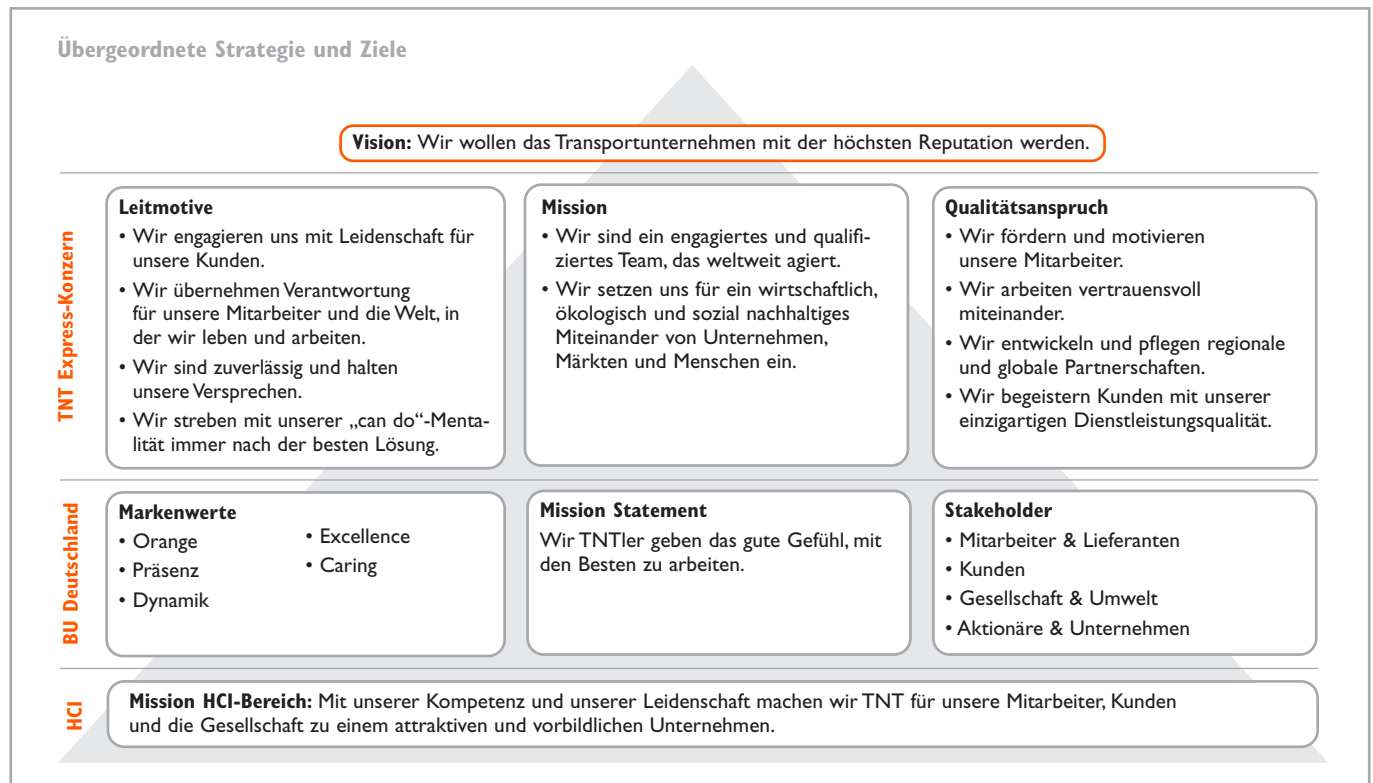 Übergeordnete Strategie und Ziele
Vision: Wir wollen das Transportunternehmen mit der höchsten Reputation werden.
TNT Express-Konzern
Leitmotive
• Wir engagieren uns mit Leidenschaft für
unsere Kunden.
• Wir übernehmen Verantwortung
für unsere Mitarbeiter und die Welt, in
der wir leben und arbeiten.
• Wir sind zuverlässig und halten
unsere Versprechen.
• Wir streben mit unserer „can do“-Menta-
lität immer nach der besten Lösung.
Mission
• Wir sind ein engagiertes und qualifi-
ziertes Team, das weltweit agiert.
• Wir setzen uns für ein wirtschaftlich,
ökologisch und sozial nachhaltiges
Miteinander von Unternehmen,
Märkten und Menschen ein.
Qualitätsanspruch
• Wir fördern und motivieren
unsere Mitarbeiter.
• Wir arbeiten vertrauensvoll
miteinander.
• Wir entwickeln und pflegen regionale
und globale Partnerschaften.
• Wir begeistern Kunden mit unserer
einzigartigen Dienstleistungsqualität.
BU Deutschland
Markenwerte
• Orange
• Präsenz
• Dynamik
• Excellence
• Caring
Mission Statement
Wir TNTler geben das gute Gefühl, mit
den Besten zu arbeiten.
Stakeholder
• Mitarbeiter & Lieferanten
• Kunden
• Gesellschaft & Umwelt
• Aktionäre & Unternehmen
HCI
Mission HCI-Bereich: Mit unserer Kompetenz und unserer Leidenschaft machen wir TNT für unsere Mitarbeiter, Kunden
und die Gesellschaft zu einem attraktiven und vorbildlichen Unternehmen.